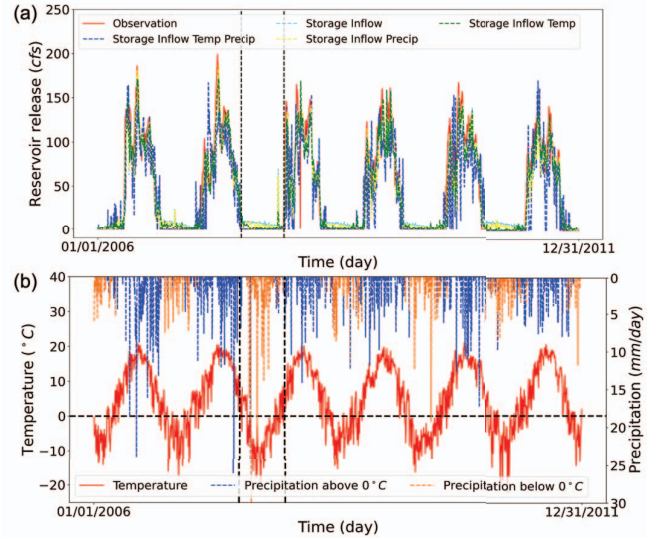 (a)
Observation Storage Inflow Storage Inflow Temp
Storage Inflow Temp Precip Storage Inflow Precip
Reservoir release (cfs)
250
200
150
100
50
0
01/01/2006 12/31/2011
Time (day)
(b)
Temperature (°C)
40
30
20
10
0
−10
−20
0
5
10
15
20
25
30
Precipitation (mm/day)
Temperature Precipitation above 0°C Precipitation below 0°C
01/01/2006 12/31/2011
Time (day)